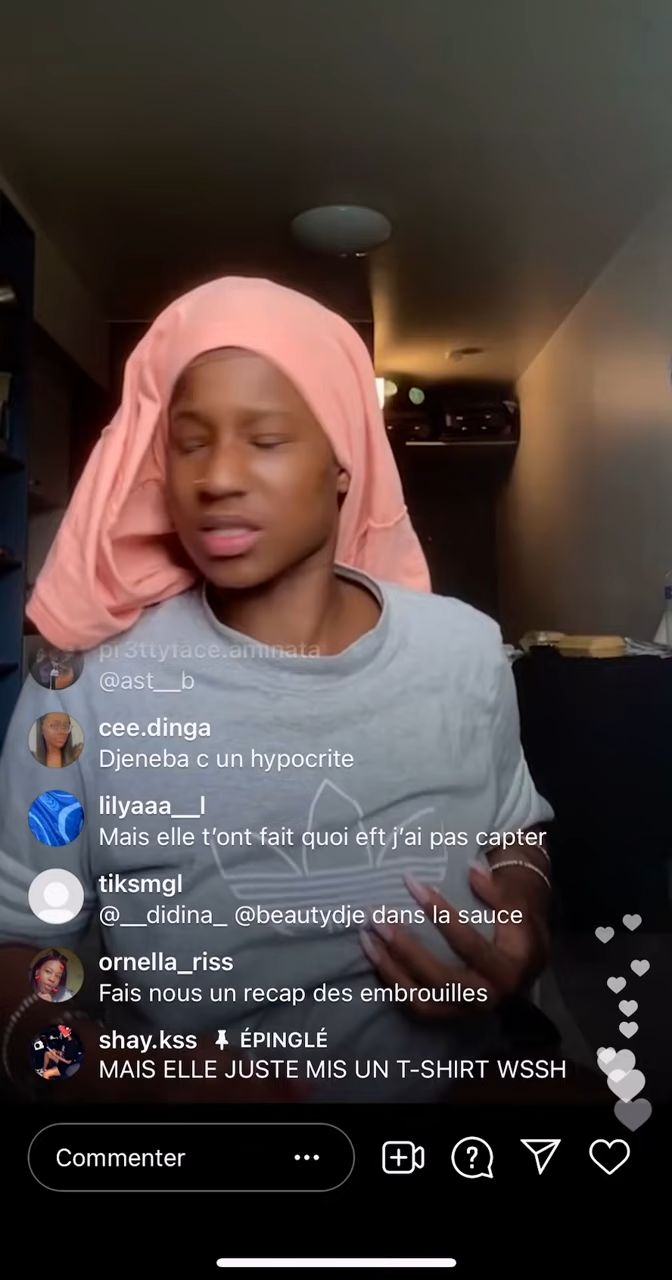 pr3ttyface.aminata
@ast__b
cee.dinga
Djeneba c un hypocrite
lilyaaa__l
Mais elle t'ont fait quoi eft j'ai pas capter
tiksmgl
@__didina_ @beautydje dans la sauce
ornella_riss
Fais nous un recap des embrouilles
shay.kss ÉPINGLÉ
MAIS ELLE JUSTE MIS UN T-SHIRT WSSH
Commenter